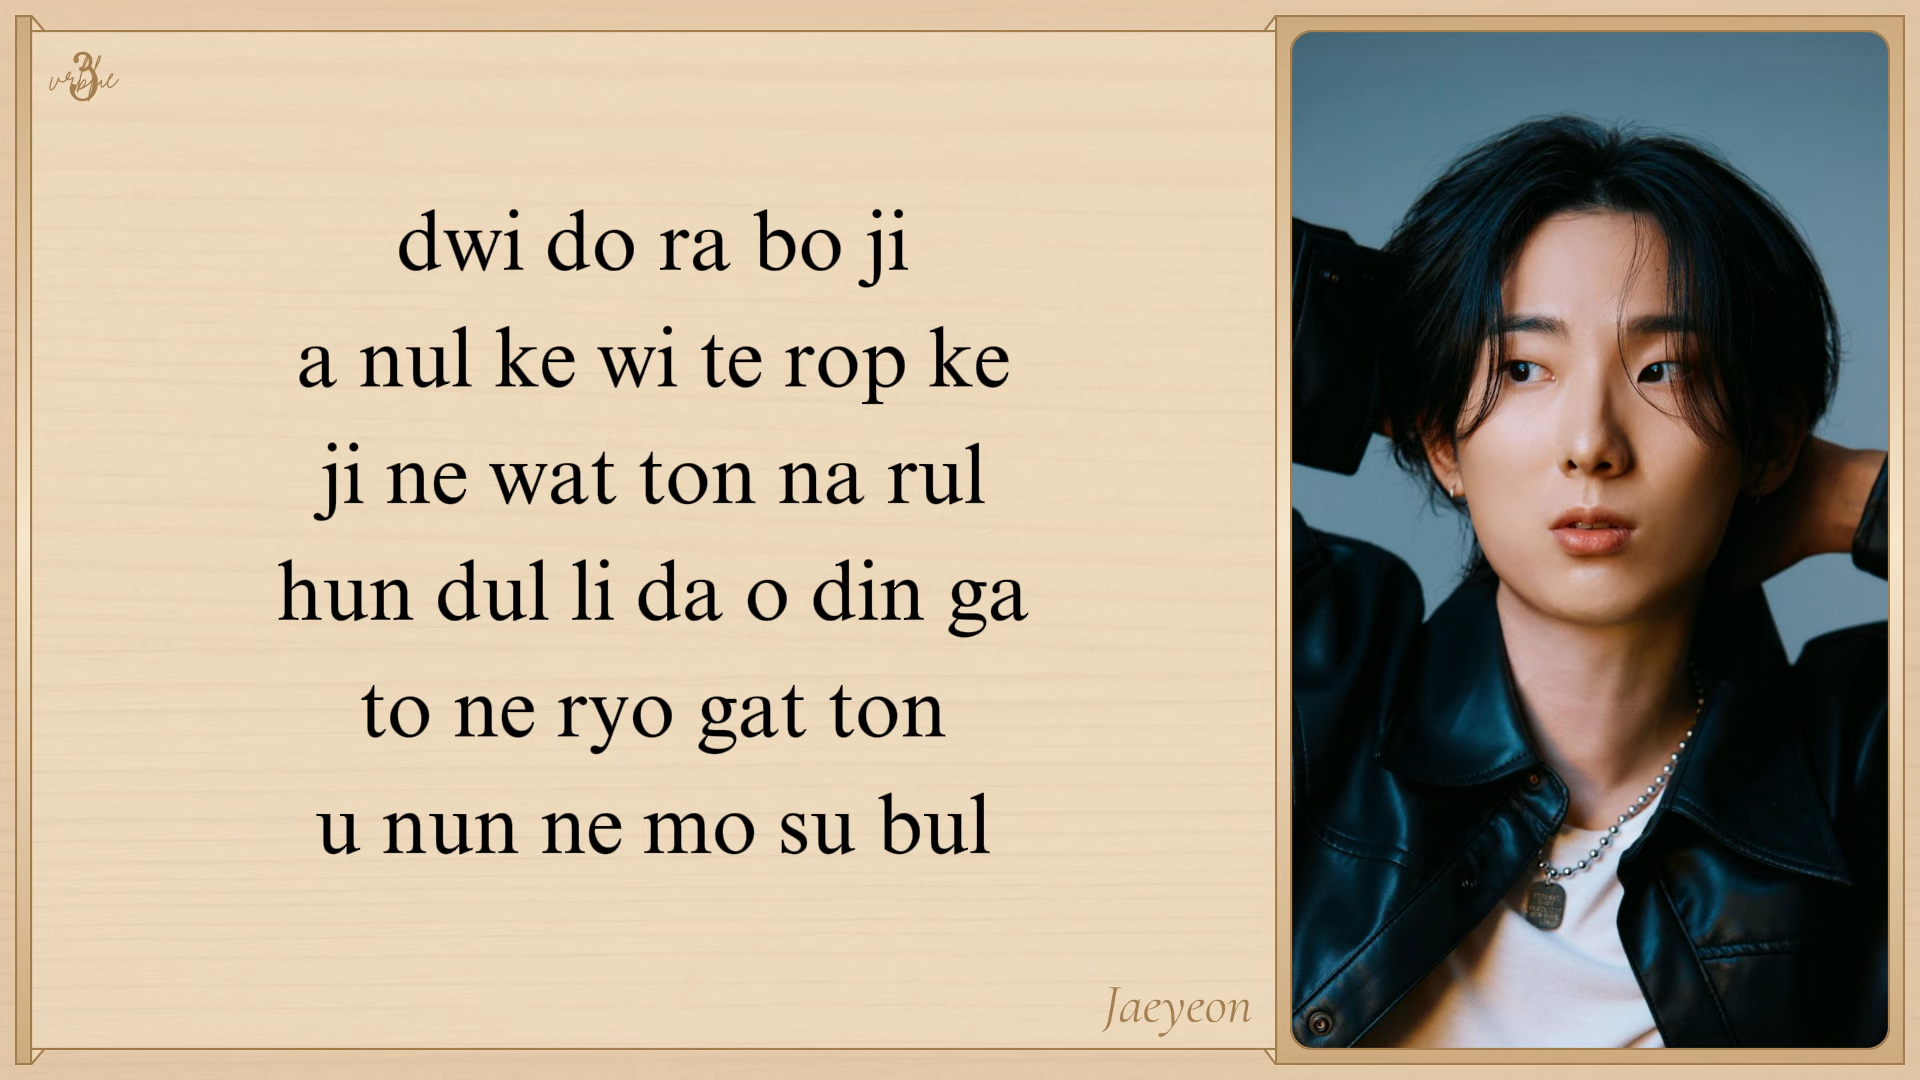 dwi do ra bo ji
a nul ke wi te rop ke
ji ne wat ton na rul
hun dul li da o din ga
to ne ryo gat ton
u nun ne mo su bul
Jaeyeon